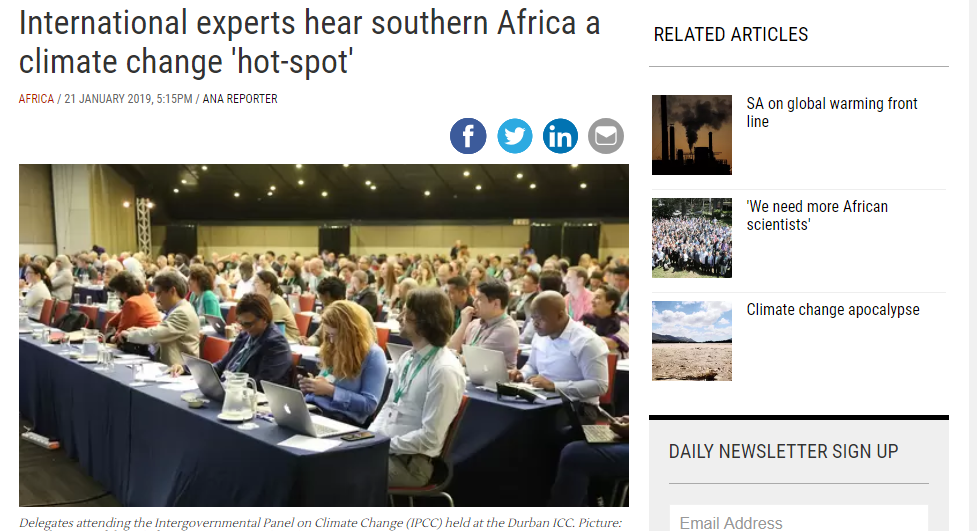 International experts hear southern Africa a
climate change 'hot-spot'
AFRICA / 21 JANUARY 2019, 5:15PM / ANA REPORTER
f
in
Delegates attending the Intergovernmental Panel on Climate Change (IPCC) held at the Durban ICC. Picture:
RELATED ARTICLES
SA on global warming front
line
'We need more African
scientists'
Climate change apocalypse
DAILY NEWSLETTER SIGN UP
Email Address